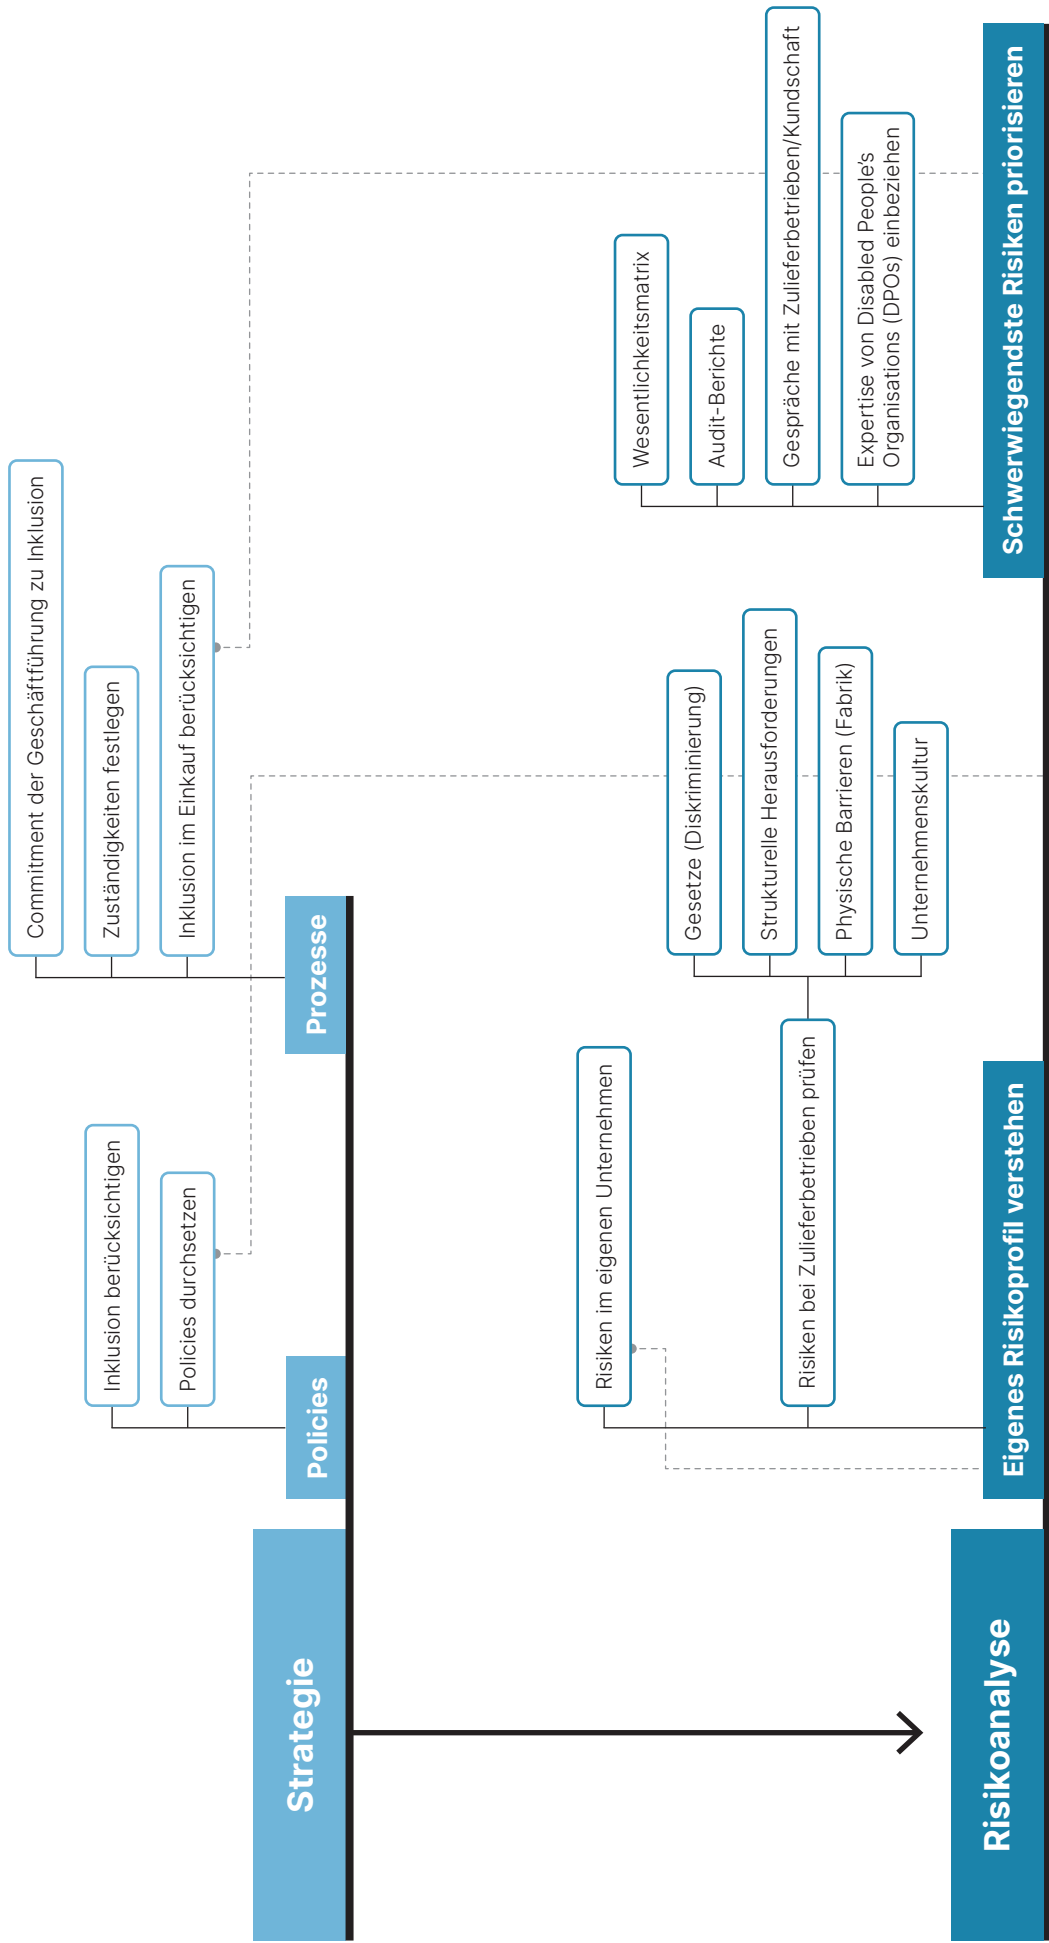 Commitment der Geschäftführung zu Inklusion
Zuständigkeiten festlegen
Inklusion im Einkauf berücksichtigen
Inklusion berücksichtigen
Policies durchsetzen
Strategie
Policies
Prozesse
Wesentlichkeitsmatrix
Audit-Berichte
Gespräche mit Zulieferbetrieben/Kundschaft
Expertise von Disabled People’s
Organisations (DPOs) einbeziehen
Gesetze (Diskriminierung)
Strukturelle Herausforderungen
Physische Barrieren (Fabrik)
Unternehmenskultur
Risiken im eigenen Unternehmen
Risiken bei Zulieferbetrieben prüfen
Risikoanalyse
Eigenes Risikoprofil verstehen
Schwerwiegendste Risiken priorisieren